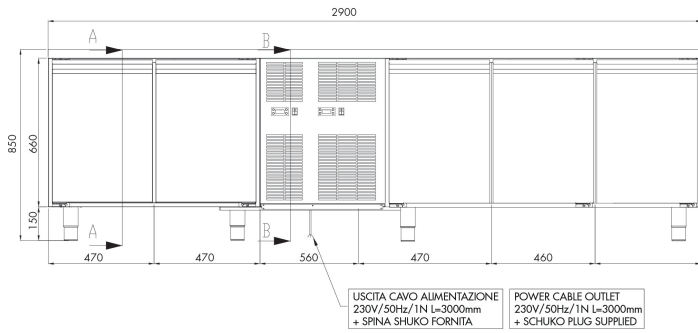 2900
A
B
850
660
150
A
B
470
470
560
470
460
USCITA CAVO ALIMENTAZIONE
230V/50Hz/1N L=3000mm
+ SPINA SHUKO FORNITA
POWER CABLE OUTLET
230V/50Hz/1N L=3000mm
+ SCHUKO PLUG SUPPLIED